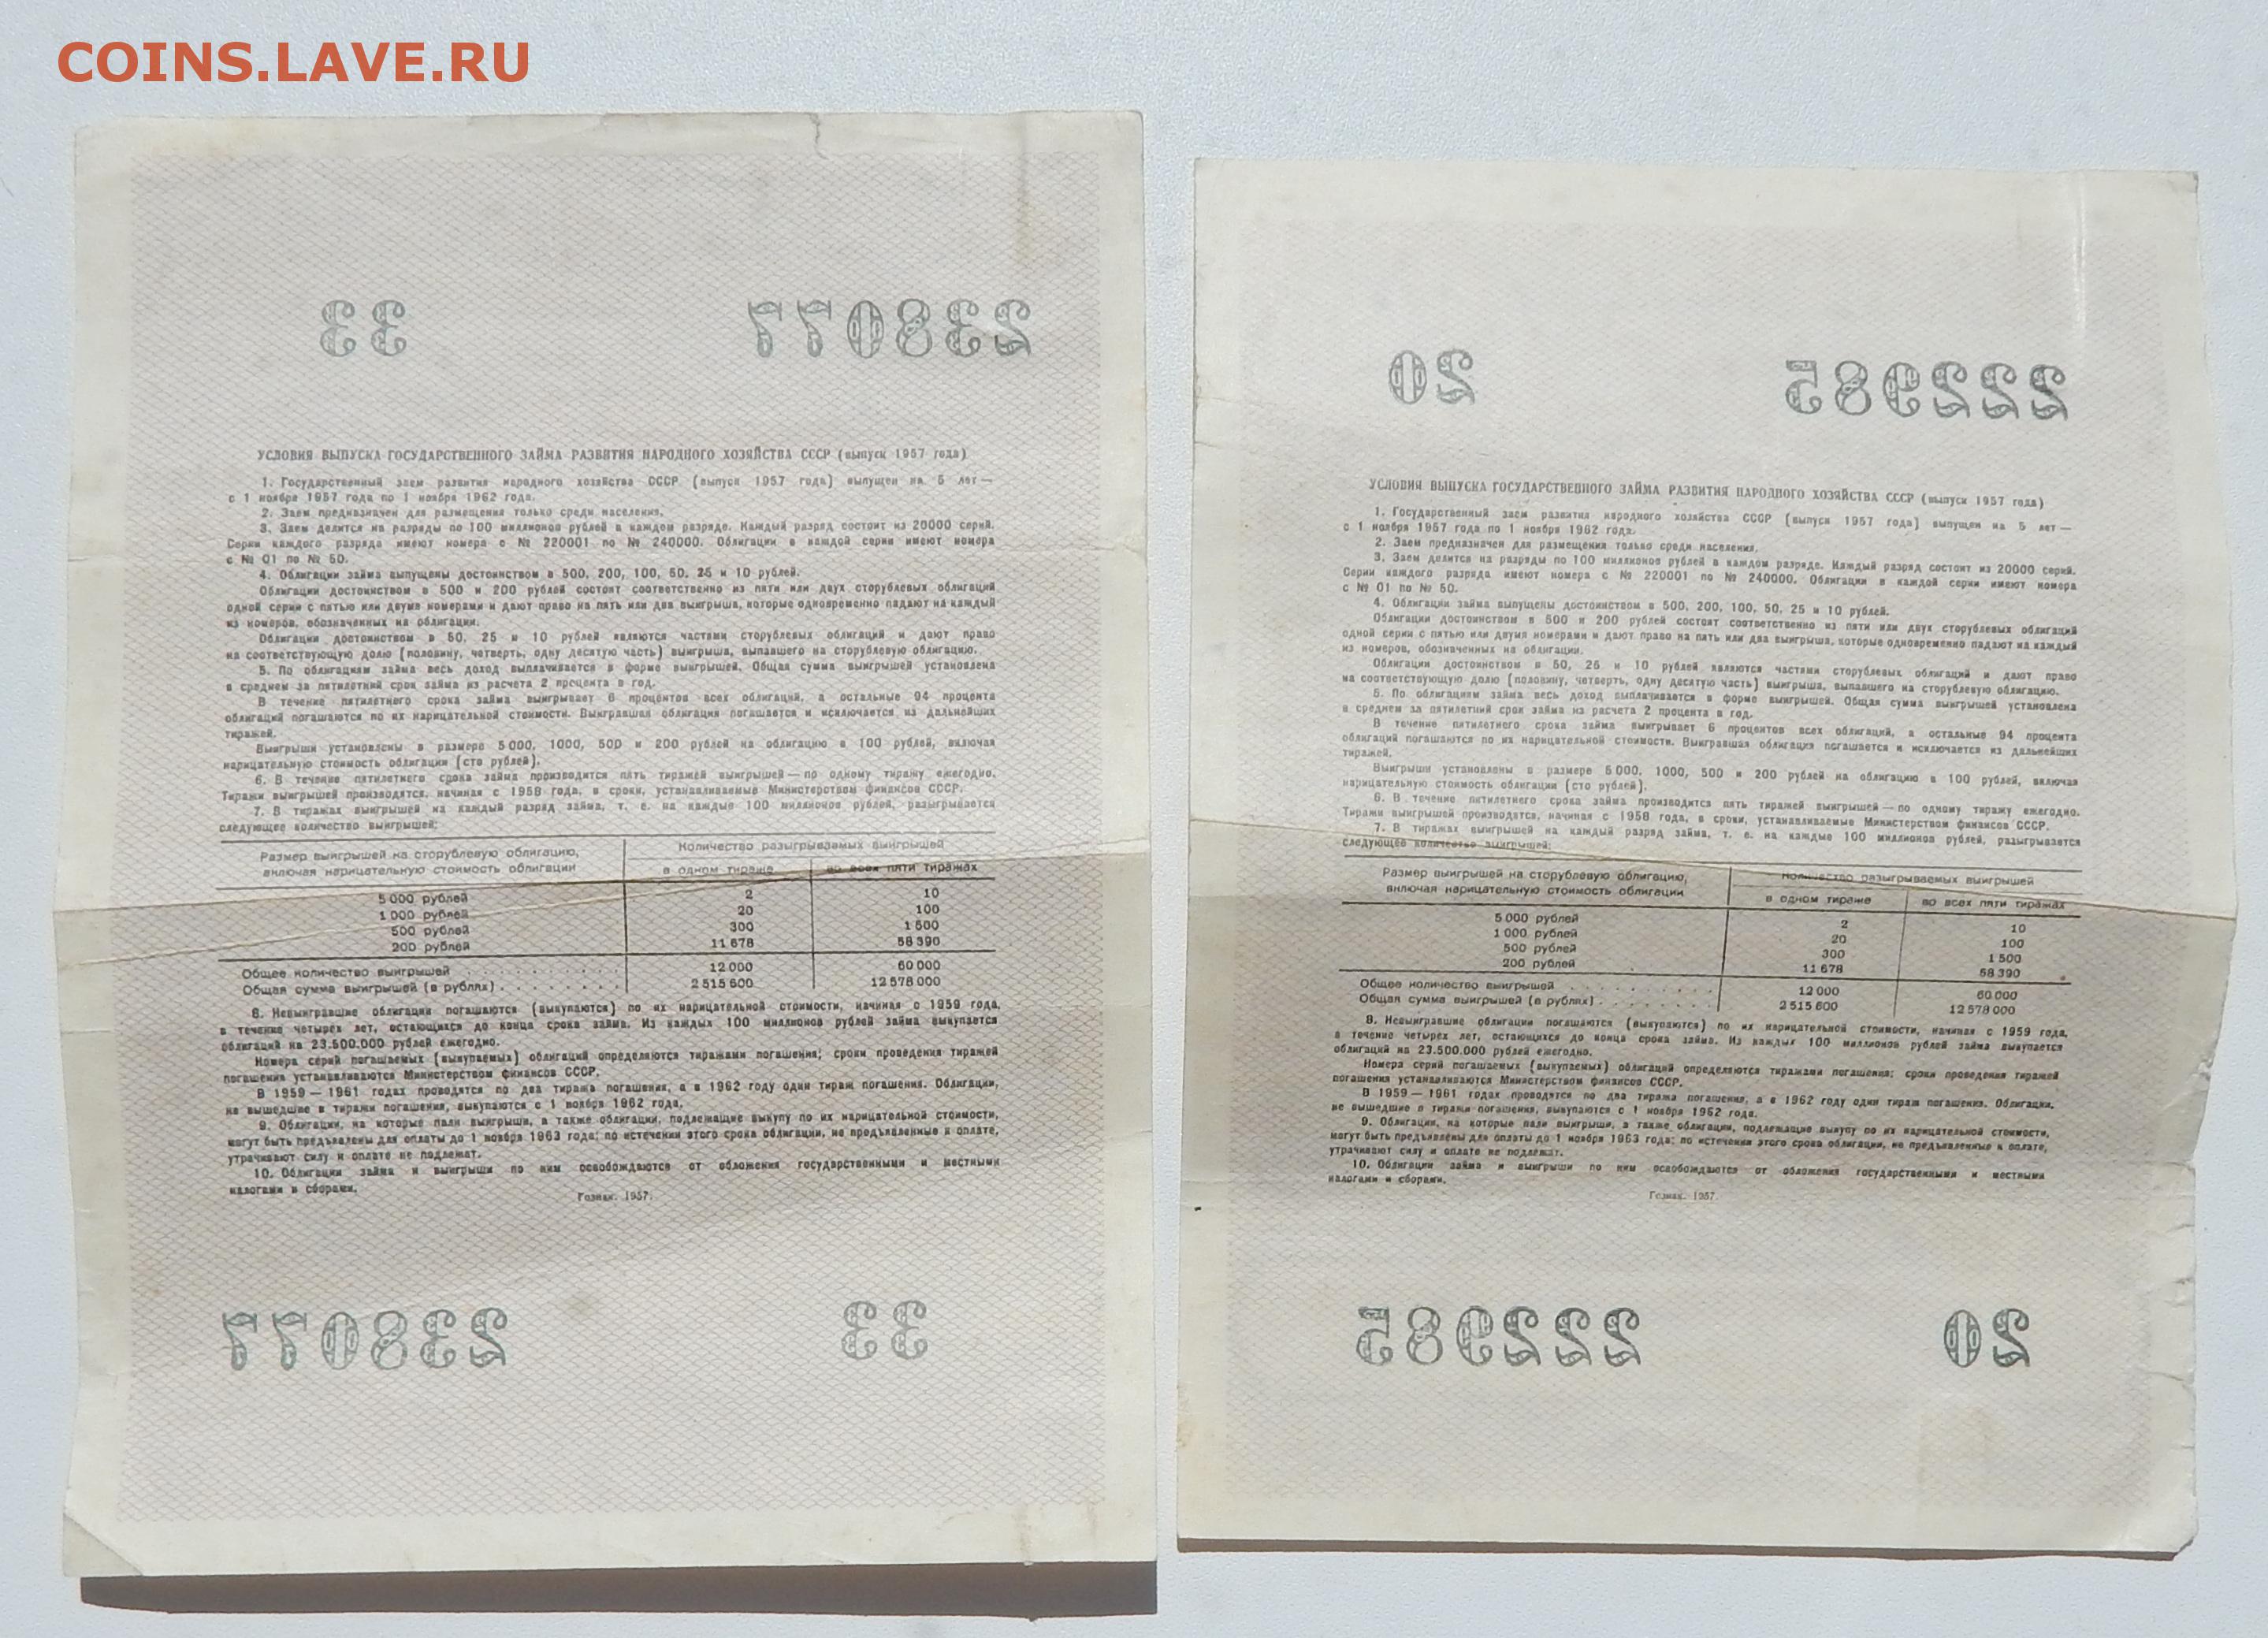 COINS.LAVE.RU
33 238077
УСЛОВИЯ ВЫПУСКА ГОСУДАРСТВЕННОГО ЗАЙМА РАЗВИТИЯ НАРОДНОГО ХОЗЯЙСТВА СССР (выпуск 1957 года)
1. Государственный заем развития народного хозяйства СССР (выпуск 1957 года) выпущен на 5 лет —
с 1 ноября 1957 года по 1 ноября 1962 года.
2. Заем предназначен для размещения только среди населения.
3. Заем делится на разряды по 100 миллионов рублей в каждом разряде. Каждый разряд состоит из 20000 серий.
Серии каждого разряда имеют номера с № 220001 по № 240000. Облигации в каждой серии имеют номера
с № 01 по № 50.
4. Облигации займа выпущены достоинством в 500, 200, 100, 50, 25 и 10 рублей.
Облигации достоинством в 500 и 200 рублей состоят соответственно из пяти или двух сторублевых облигаций
одной серии с пятью или двумя номерами и дают право на пять или два выигрыша, которые одновременно падают на каждый
из номеров, обозначенных на облигации.
Облигации достоинством в 50, 25 и 10 рублей являются частями сторублевых облигаций и дают право
на соответствующую долю (половину, четверть, одну десятую часть) выигрыша, выпавшего на сторублевую облигацию.
5. По облигациям займа весь доход выплачивается в форме выигрышей. Общая сумма выигрышей установлена
в среднем за пятилетний срок займа из расчета 2 процента в год.
В течение пятилетнего срока займа выигрывает 6 процентов всех облигаций, а остальные 94 процента
облигаций погашаются по их нарицательной стоимости. Выигравшая облигация погашается и исключается из дальнейших
тиражей.
Выигрыши установлены в размере 5 000, 1000, 500 и 200 рублей на облигацию в 100 рублей, включая
нарицательную стоимость облигации (сто рублей).
6. В течение пятилетнего срока займа производится пять тиражей выигрышей — по одному тиражу ежегодно.
Тиражи выигрышей производятся, начиная с 1958 года, в сроки, устанавливаемые Министерством финансов СССР.
7. В тиражах выигрышей на каждый разряд займа, т. е. на каждые 100 миллионов рублей, разыгрывается
следующее количество выигрышей:
Размер выигрышей на сторублевую облигацию, Количество разыгрываемых выигрышей
включая нарицательную стоимость облигации в одном тираже во всех пяти тиражах
5 000 рублей 2 10
1 000 рублей 20 100
500 рублей 300 1 500
200 рублей 11 678 58 390
Общее количество выигрышей . . . . . . . . . . 12 000 60 000
Общая сумма выигрышей (в рублях) . . . . . . . . 2 515 600 12 578 000
8. Невыигравшие облигации погашаются (выкупаются) по их нарицательной стоимости, начиная с 1959 года,
в течение четырех лет, остающихся до конца срока займа. Из каждых 100 миллионов рублей займа выкупается
облигаций на 23.500.000 рублей ежегодно.
Номера серий погашаемых (выкупаемых) облигаций определяются тиражами погашения; сроки проведения тиражей
погашения устанавливаются Министерством финансов СССР.
В 1959 — 1961 годах проводятся по два тиража погашения, а в 1962 году один тираж погашения. Облигации,
не вышедшие в тиражи погашения, выкупаются с 1 ноября 1962 года.
9. Облигации, на которые пали выигрыши, а также облигации, подлежащие выкупу по их нарицательной стоимости,
могут быть предъявлены для оплаты до 1 ноября 1963 года; по истечении этого срока облигации, не предъявленные к оплате,
утрачивают силу и оплате не подлежат.
10. Облигации займа и выигрыши по ним освобождаются от обложения государственными и местными
налогами и сборами.
Гознак. 1957.
238077 33
20 222985
УСЛОВИЯ ВЫПУСКА ГОСУДАРСТВЕННОГО ЗАЙМА РАЗВИТИЯ НАРОДНОГО ХОЗЯЙСТВА СССР (выпуск 1957 года)
1. Государственный заем развития народного хозяйства СССР (выпуск 1957 года) выпущен на 5 лет —
с 1 ноября 1957 года по 1 ноября 1962 года.
2. Заем предназначен для размещения только среди населения.
3. Заем делится на разряды по 100 миллионов рублей в каждом разряде. Каждый разряд состоит из 20000 серий.
Серии каждого разряда имеют номера с № 220001 по № 240000. Облигации в каждой серии имеют номера
с № 01 по № 50.
4. Облигации займа выпущены достоинством в 500, 200, 100, 50, 25 и 10 рублей.
Облигации достоинством в 500 и 200 рублей состоят соответственно из пяти или двух сторублевых облигаций
одной серии с пятью или двумя номерами и дают право на пять или два выигрыша, которые одновременно падают на каждый
из номеров, обозначенных на облигации.
Облигации достоинством в 50, 25 и 10 рублей являются частями сторублевых облигаций и дают право
на соответствующую долю (половину, четверть, одну десятую часть) выигрыша, выпавшего на сторублевую облигацию.
5. По облигациям займа весь доход выплачивается в форме выигрышей. Общая сумма выигрышей установлена
в среднем за пятилетний срок займа из расчета 2 процента в год.
В течение пятилетнего срока займа выигрывает 6 процентов всех облигаций, а остальные 94 процента
облигаций погашаются по их нарицательной стоимости. Выигравшая облигация погашается и исключается из дальнейших
тиражей.
Выигрыши установлены в размере 5 000, 1000, 500 и 200 рублей на облигацию в 100 рублей, включая
нарицательную стоимость облигации (сто рублей).
6. В течение пятилетнего срока займа производится пять тиражей выигрышей — по одному тиражу ежегодно.
Тиражи выигрышей производятся, начиная с 1958 года, в сроки, устанавливаемые Министерством финансов СССР.
7. В тиражах выигрышей на каждый разряд займа, т. е. на каждые 100 миллионов рублей, разыгрывается
следующее количество выигрышей:
Размер выигрышей на сторублевую облигацию, Количество разыгрываемых выигрышей
включая нарицательную стоимость облигации в одном тираже во всех пяти тиражах
5 000 рублей 2 10
1 000 рублей 20 100
500 рублей 300 1 500
200 рублей 11 678 58 390
Общее количество выигрышей . . . . . . . . . . 12 000 60 000
Общая сумма выигрышей (в рублях) . . . . . . . . 2 515 600 12 578 000
8. Невыигравшие облигации погашаются (выкупаются) по их нарицательной стоимости, начиная с 1959 года,
в течение четырех лет, остающихся до конца срока займа. Из каждых 100 миллионов рублей займа выкупается
облигаций на 23.500.000 рублей ежегодно.
Номера серий погашаемых (выкупаемых) облигаций определяются тиражами погашения; сроки проведения тиражей
погашения устанавливаются Министерством финансов СССР.
В 1959 — 1961 годах проводятся по два тиража погашения, а в 1962 году один тираж погашения. Облигации,
не вышедшие в тиражи погашения, выкупаются с 1 ноября 1962 года.
9. Облигации, на которые пали выигрыши, а также облигации, подлежащие выкупу по их нарицательной стоимости,
могут быть предъявлены для оплаты до 1 ноября 1963 года; по истечении этого срока облигации, не предъявленные к оплате,
утрачивают силу и оплате не подлежат.
10. Облигации займа и выигрыши по ним освобождаются от обложения государственными и местными
налогами и сборами.
Гознак. 1957.
222985 20